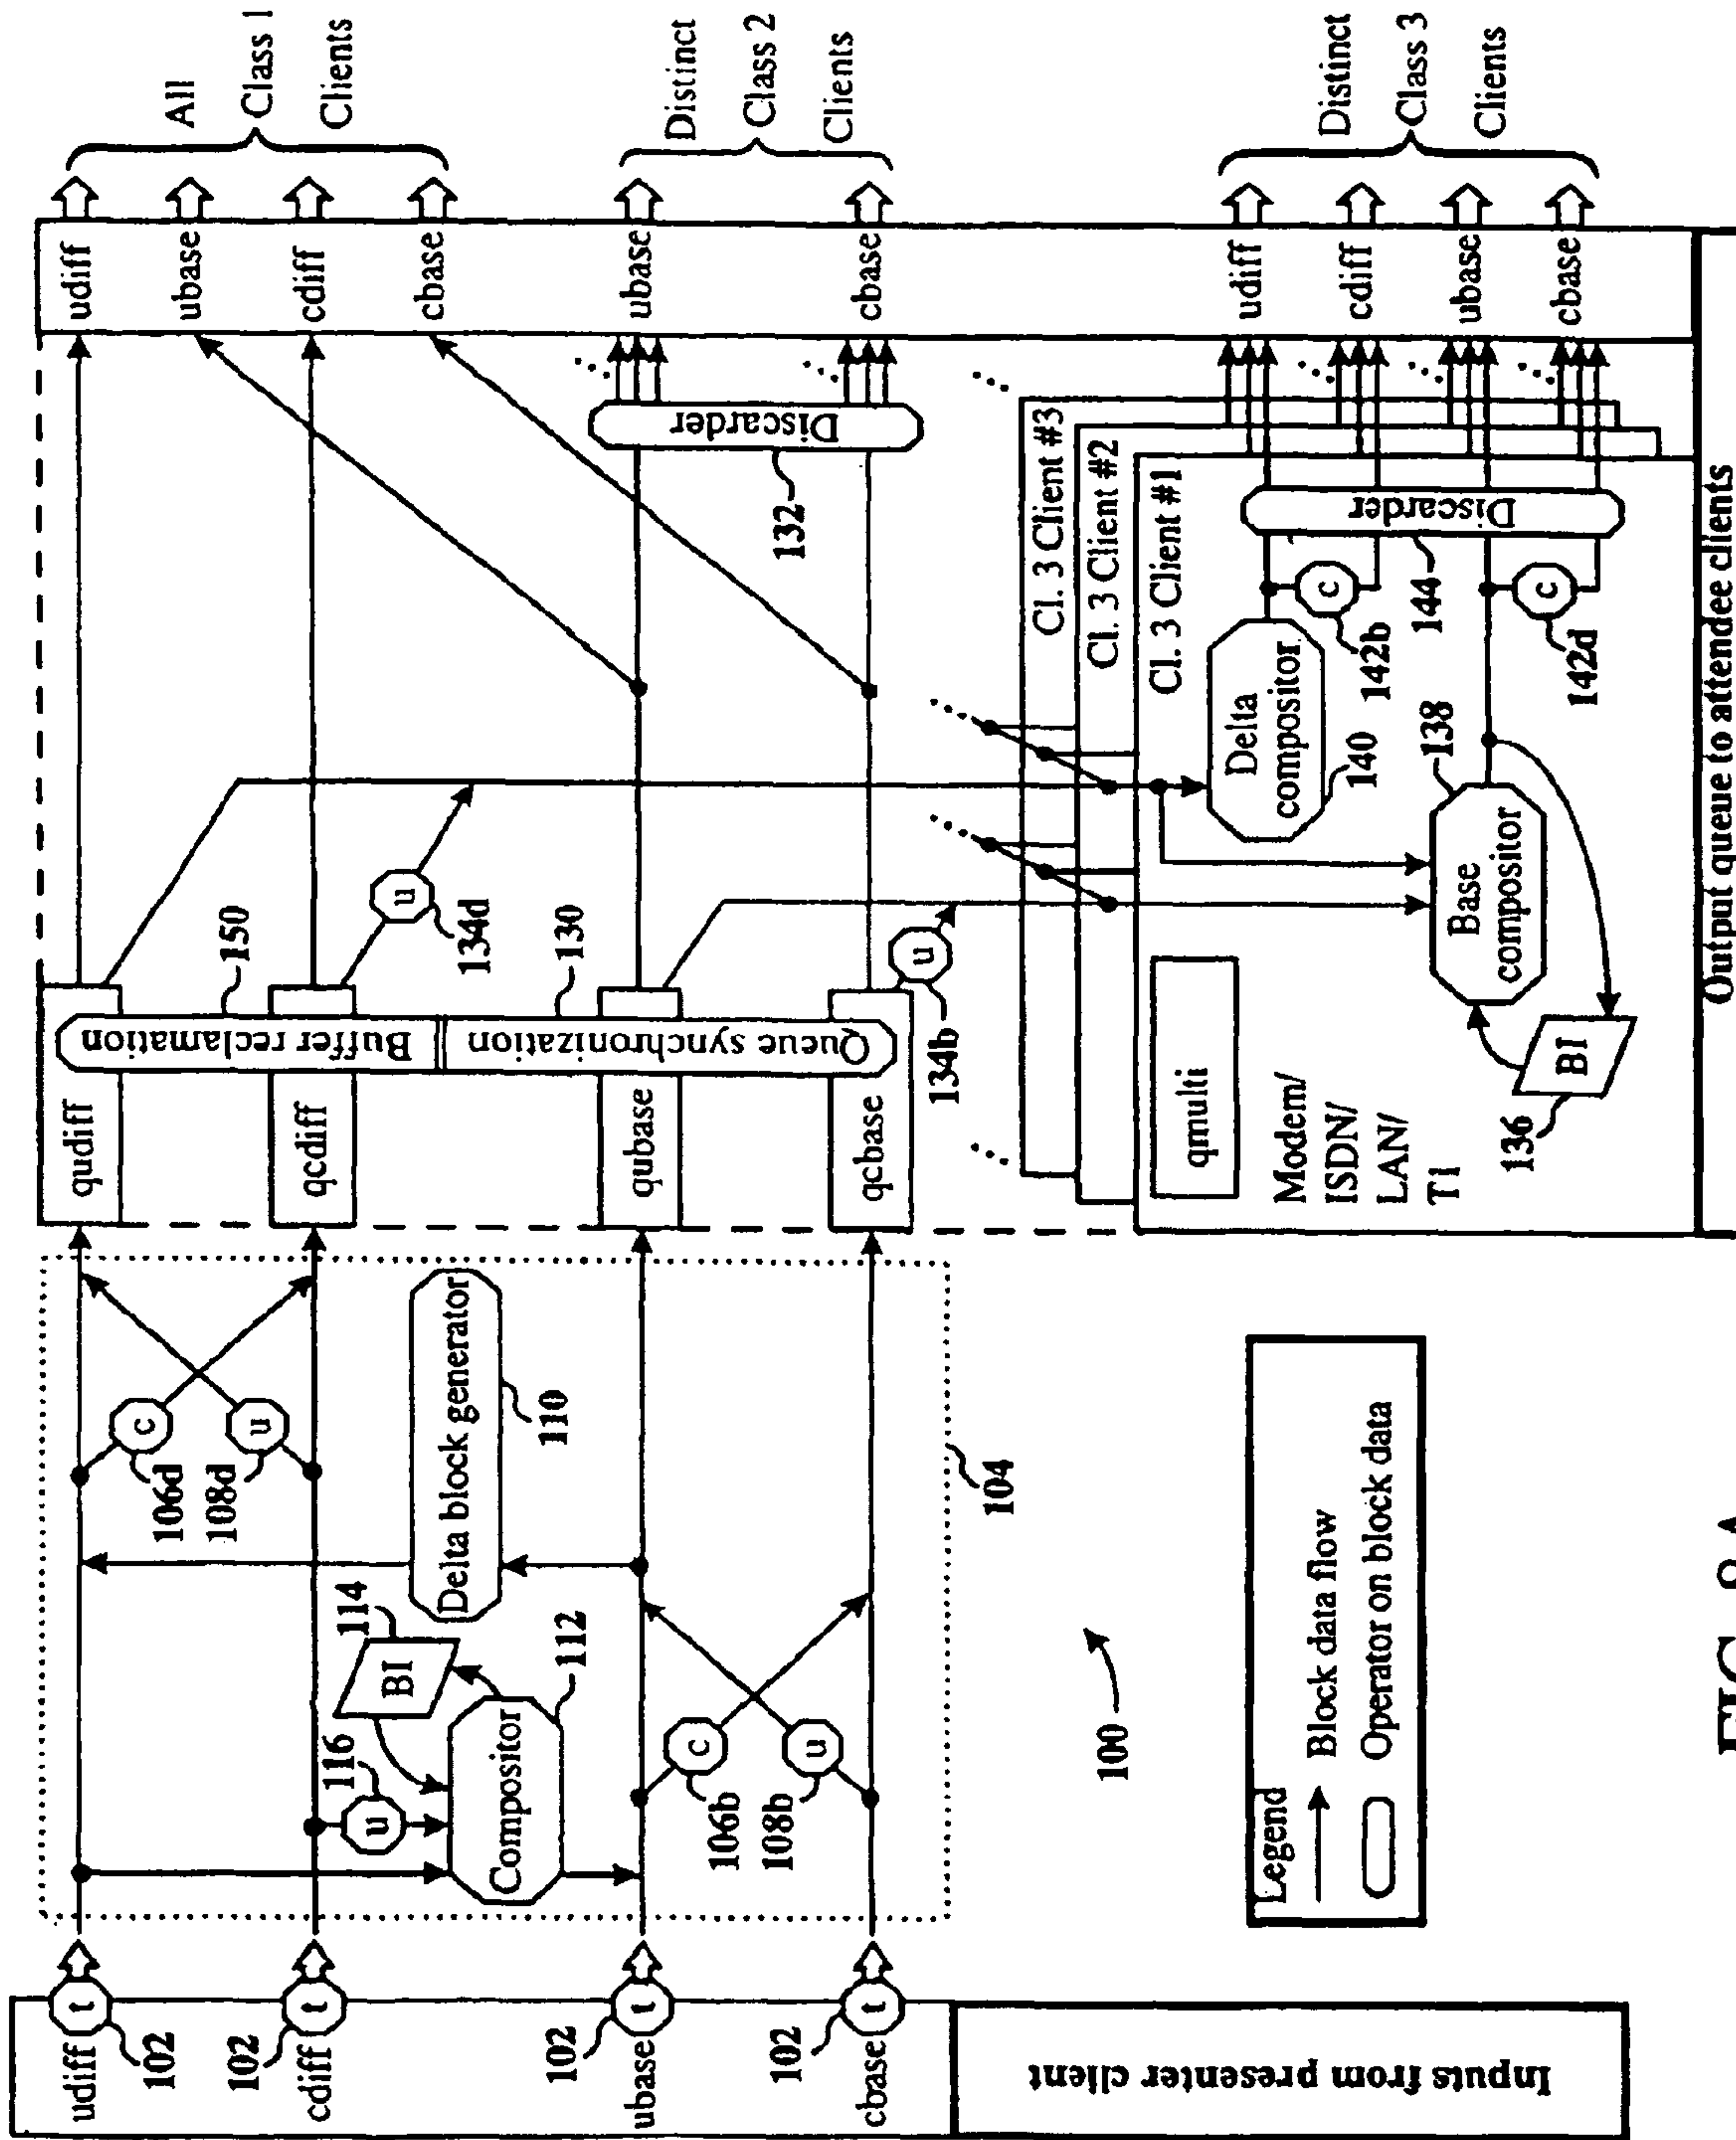 udiff
t
102
cdiff
t
102
ubase
t
102
cbase
t
102
Inputs from presenter client
u
116
Compositor
112
BI
114
Delta block generator
110
c
106d
u
108d
c
106b
u
108b
104
100
Legend
Block data flow
Operator on block data
FIG. 8A
qudiff
qcdiff
qubase
qcbase
Buffer reclamation
150
Queue synchronization
130
u
134d
u
134b
Discarder
132
Cl. 3 Client #3
Cl. 3 Client #2
Cl. 3 Client #1
qmulti
Modem/
ISDN/
LAN/
T1
BI
136
Base
compositor
138
Delta
compositor
140
c
142b
c
142d
Discarder
144
udiff
ubase
cdiff
cbase
ubase
cbase
udiff
cdiff
ubase
cbase
All
Class 1
Clients
Distinct
Class 2
Clients
Distinct
Class 3
Clients
Output queue to attendee clients